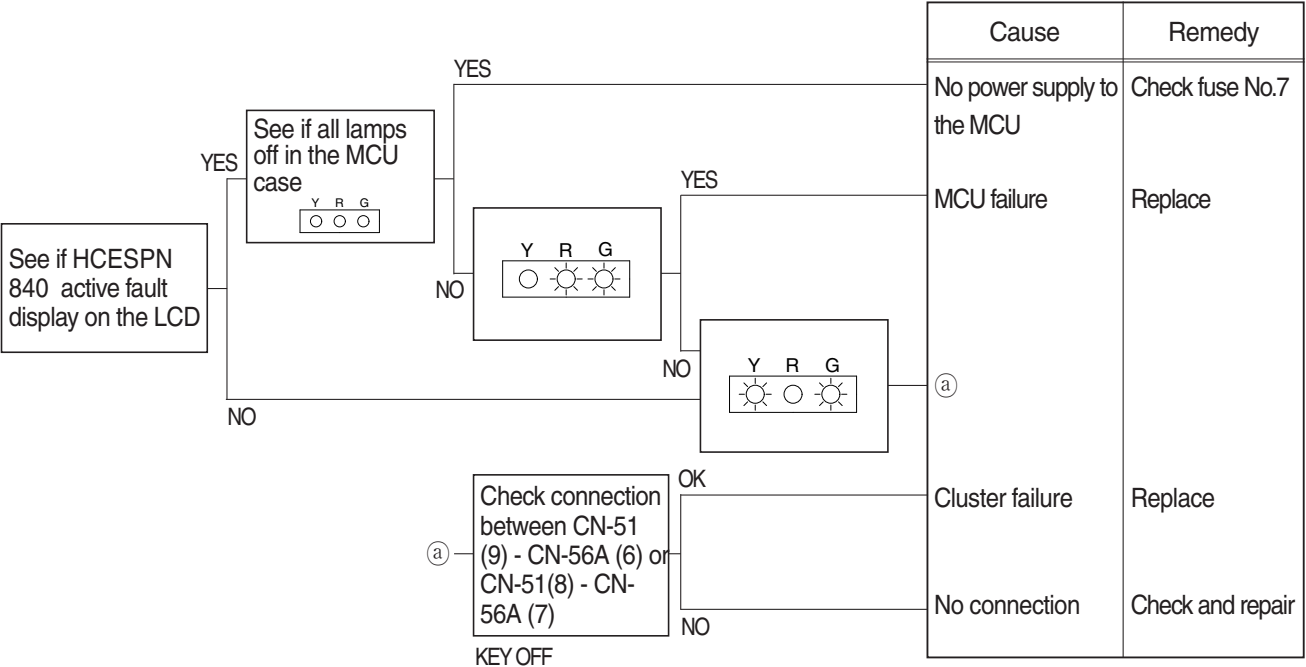 Cause
Remedy
YES
No power supply to
the MCU
Check fuse No.7
See if all lamps
off in the MCU
case
Y R G
YES
YES
MCU failure
Replace
See if HCESPN
840 active fault
display on the LCD
Y R G
NO
NO
Y R G
ⓐ
NO
Check connection
between CN-51
(9) - CN-56A (6) or
CN-51(8) - CN-
56A (7)
OK
Cluster failure
Replace
ⓐ
No connection
Check and repair
NO
KEY OFF